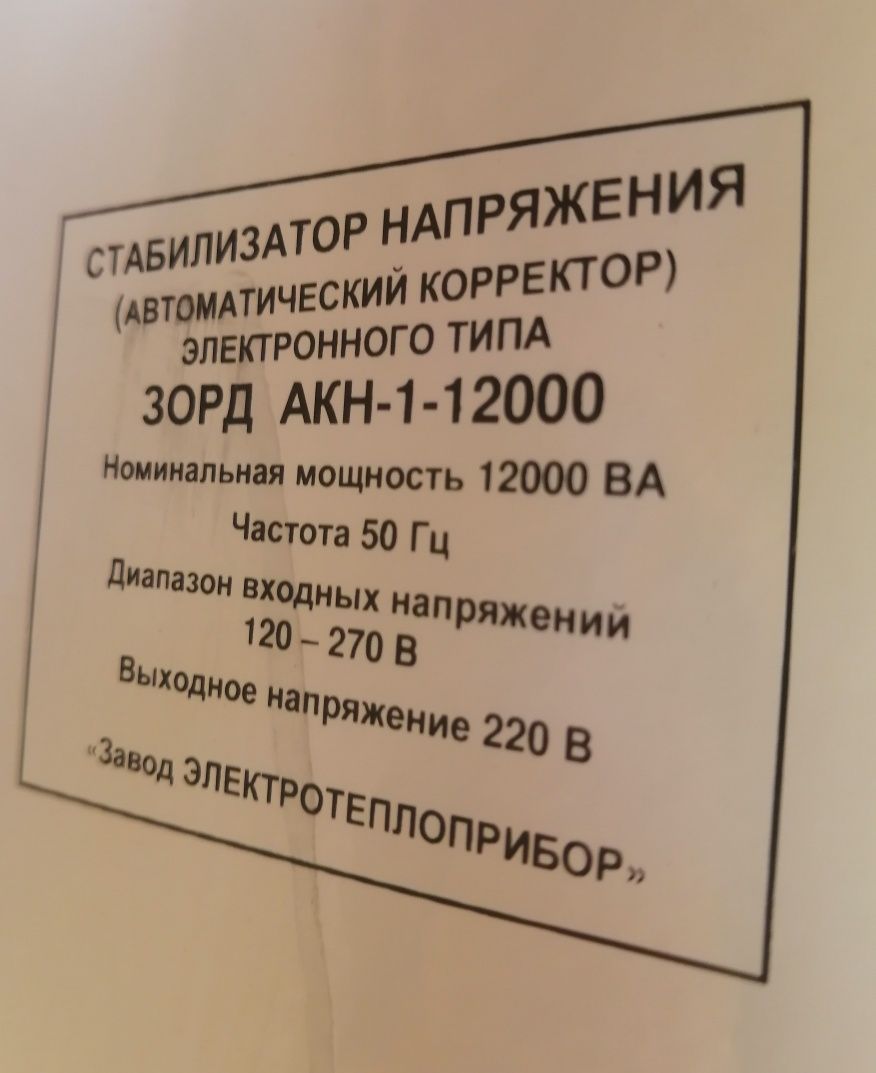 СТАБИЛИЗАТОР НАПРЯЖЕНИЯ
(АВТОМАТИЧЕСКИЙ КОРРЕКТОР)
ЭЛЕКТРОННОГО ТИПА
ЗОРД АКН-1-12000
Номинальная мощность 12000 ВА
Частота 50 Гц
Диапазон входных напряжений
120 – 270 В
Выходное напряжение 220 В
«Завод ЭЛЕКТРОТЕПЛОПРИБОР»